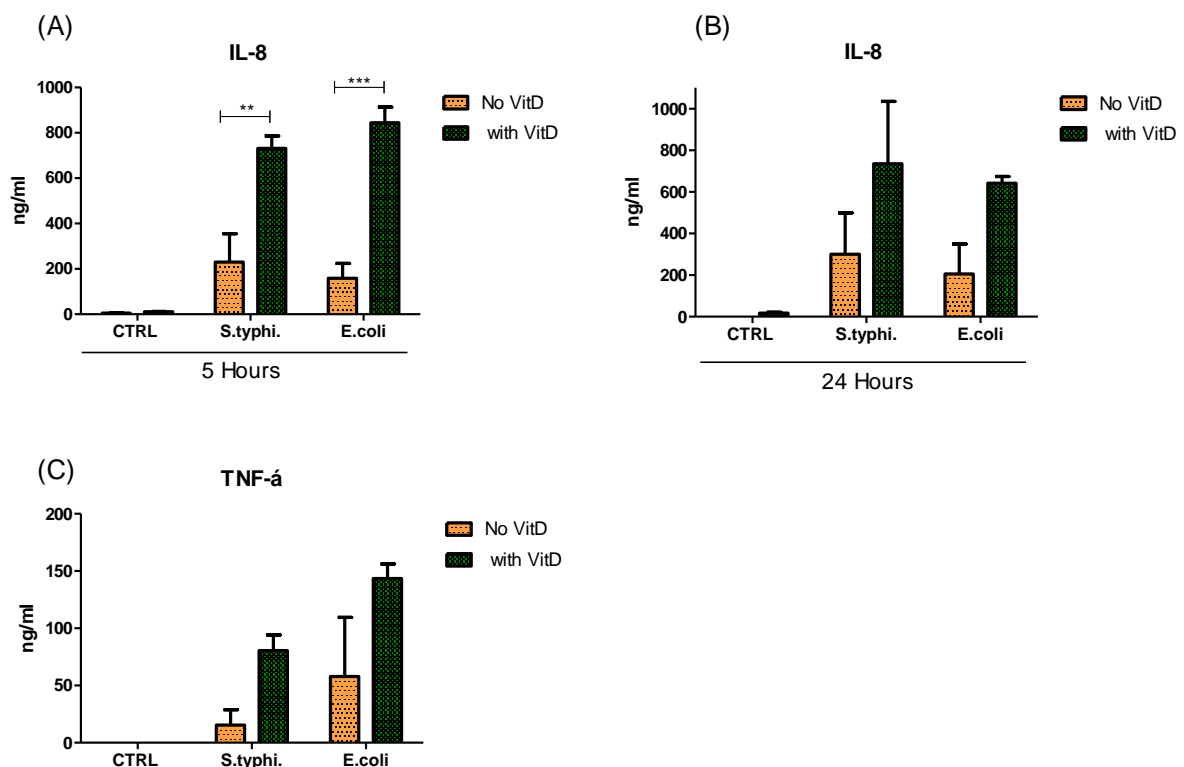 (A)
IL-8
1000
800
600
400
200
0
ng/ml
**
***
No VitD
with VitD
CTRL S.typhi. E.coli
5 Hours
(B)
IL-8
1000
800
600
400
200
0
ng/ml
No VitD
with VitD
CTRL S.typhi. E.coli
24 Hours
(C)
TNF-á
200
150
100
50
0
ng/ml
No VitD
with VitD
CTRL S.typhi. E.coli